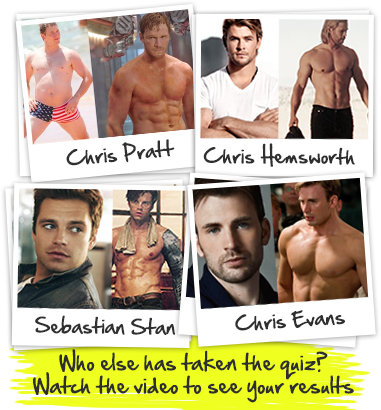 Chris Pratt
Chris Hemsworth
Sebastian Stan
Chris Evans
Who else has taken the quiz?
Watch the video to see your results